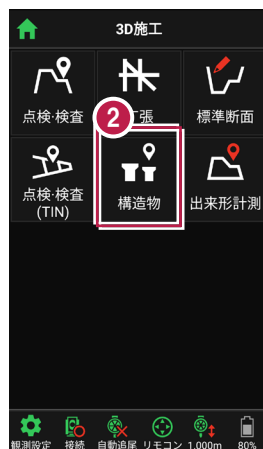 3D施工
点検・検査
張
標準断面
2
点検・検査
(TIN)
構造物
出来形計測
観測設定 接続 自動追尾 リモコン 1.000m 80%